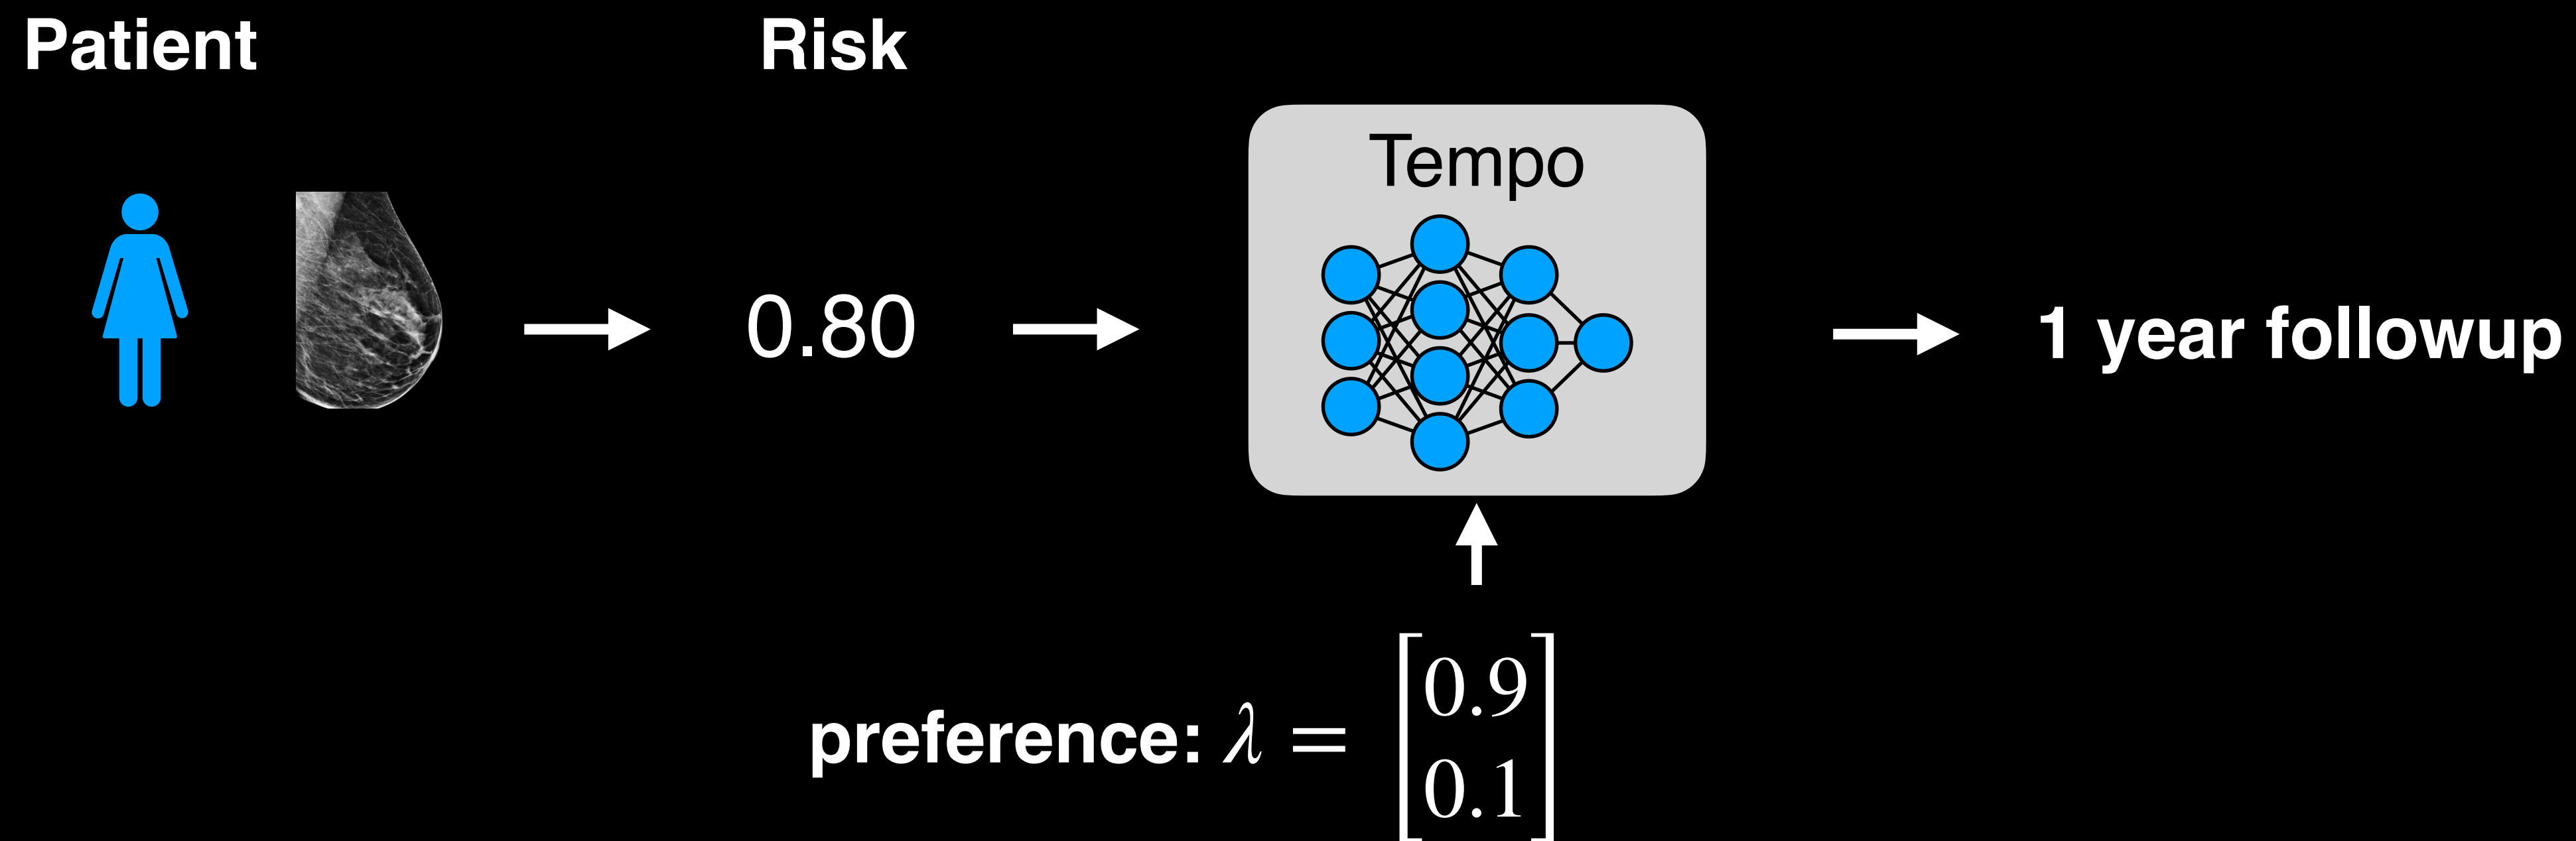 Patient
Risk
Tempo
0.80
1 year followup
preference: λ = [0.9
0.1]